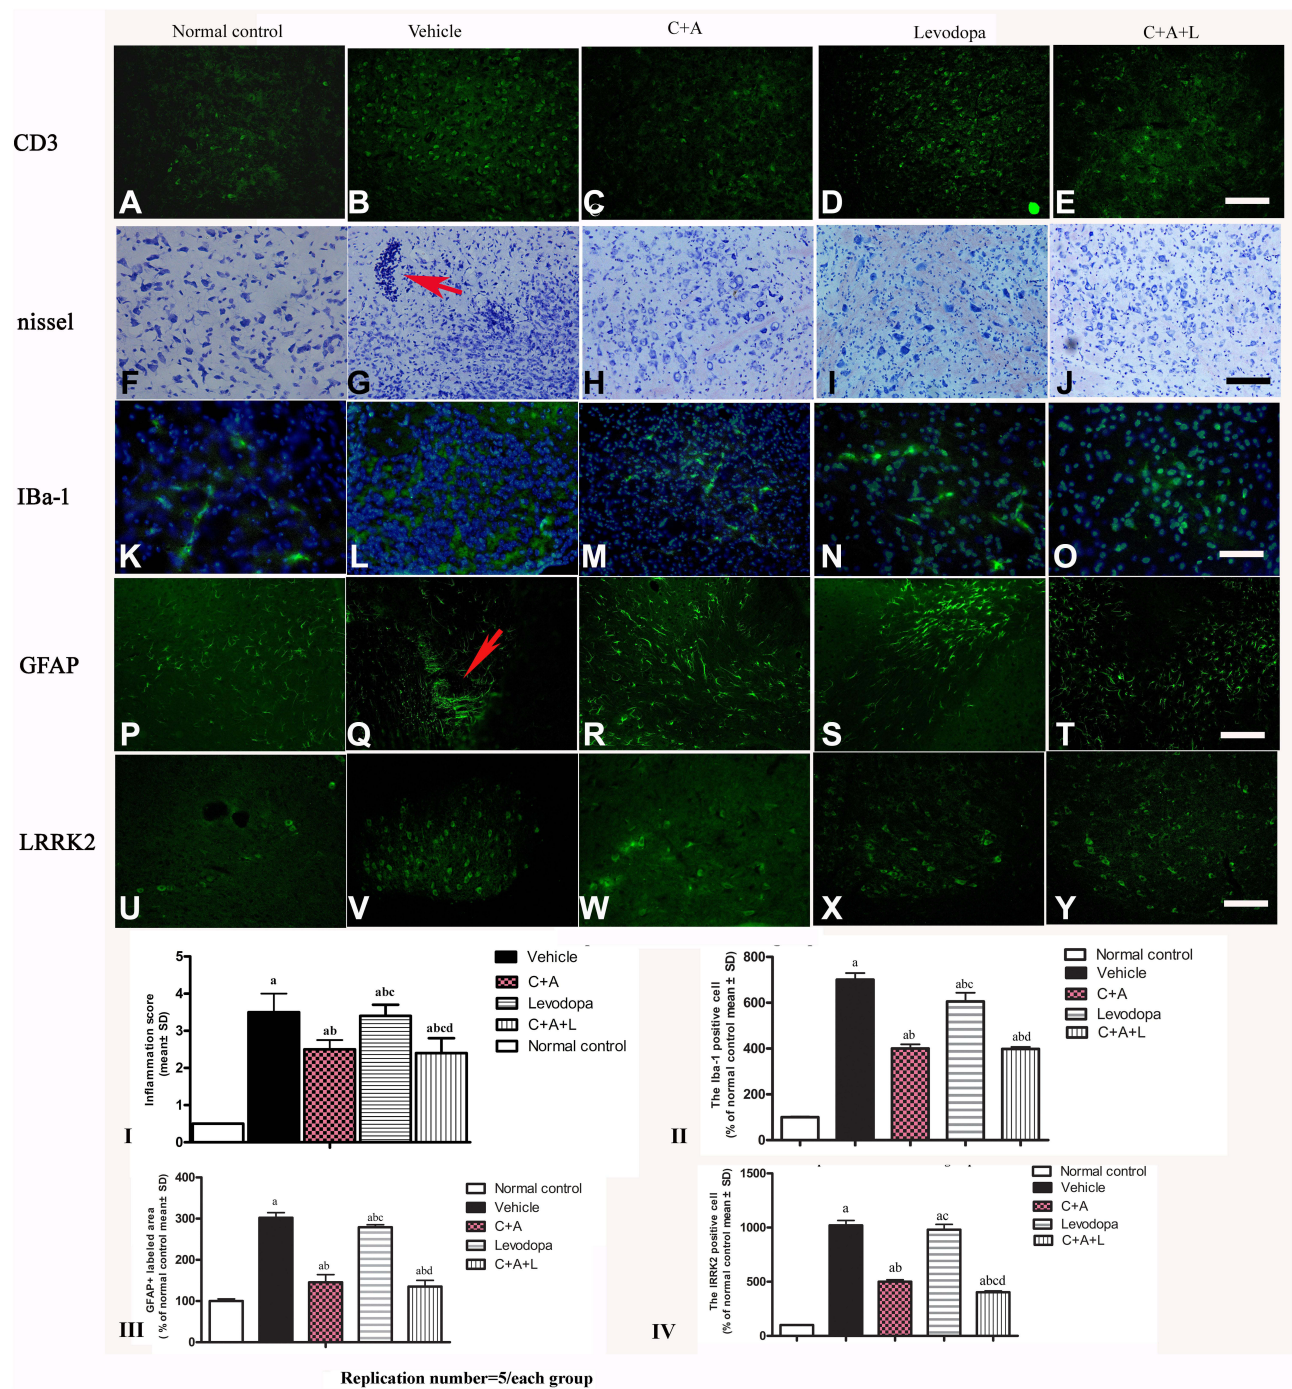 Normal control Vehicle C+A Levodopa C+A+L
CD3
A B C D E
nissel
F G H I J
IBa-1
K L M N O
GFAP
P Q R S T
LRRK2
U V W X Y
Inflammation score
(mean± SD)
5
4
3
2
1
0
a
ab
abc
abcd
Vehicle
C+A
Levodopa
C+A+L
Normal control
I
The Iba-1 positive cell
(% of normal control mean ± SD)
800
600
400
200
0
a
ab
abc
abd
Normal control
Vehicle
C+A
Levodopa
C+A+L
II
GFAP+ labeled area
( % of normal control mean± SD)
400
300
200
100
0
a
ab
abc
abd
Normal control
Vehicle
C+A
Levodopa
C+A+L
III
The lRRK2 positive cell
(% of normal control mean ± SD)
1500
1000
500
0
a
ab
ac
abcd
Normal control
Vehicle
C+A
Levodopa
C+A+L
IV
Replication number=5/each group